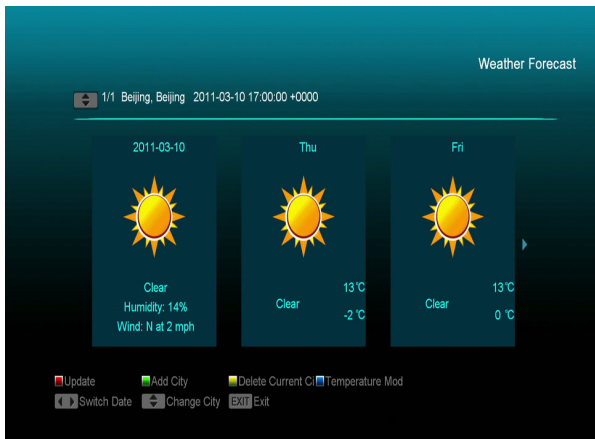 Weather Forecast
1/1 Beijing, Beijing 2011-03-10 17:00:00 +0000
2011-03-10 Thu Fri
Clear
Humidity: 14%
Wind: N at 2 mph
13°C
Clear
-2 °C
13°C
Clear
0 °C
Update Add City Delete Current Ci Temperature Mod
Switch Date Change City EXIT Exit